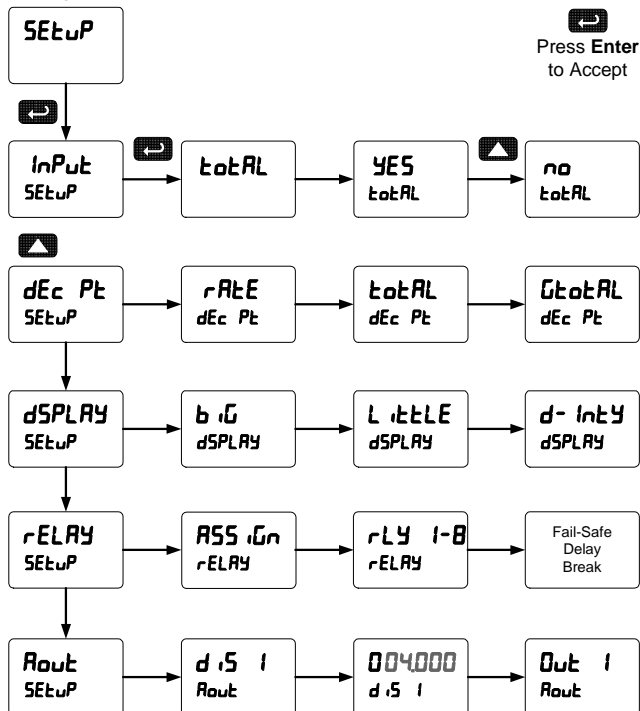 SEtuP
Press Enter
to Accept
InPut
SEtuP
totAL
YES
totAL
no
totAL
dEc Pt
SEtuP
rAtE
dEc Pt
totAL
dEc Pt
GtotAL
dEc Pt
dSPLAY
SEtuP
biG
dSPLAY
LittLE
dSPLAY
d-IntY
dSPLAY
rELAY
SEtuP
ASSiGn
rELAY
rLY 1-8
rELAY
Fail-Safe
Delay
Break
Aout
SEtuP
diS 1
Aout
004.000
diS 1
Out 1
Aout